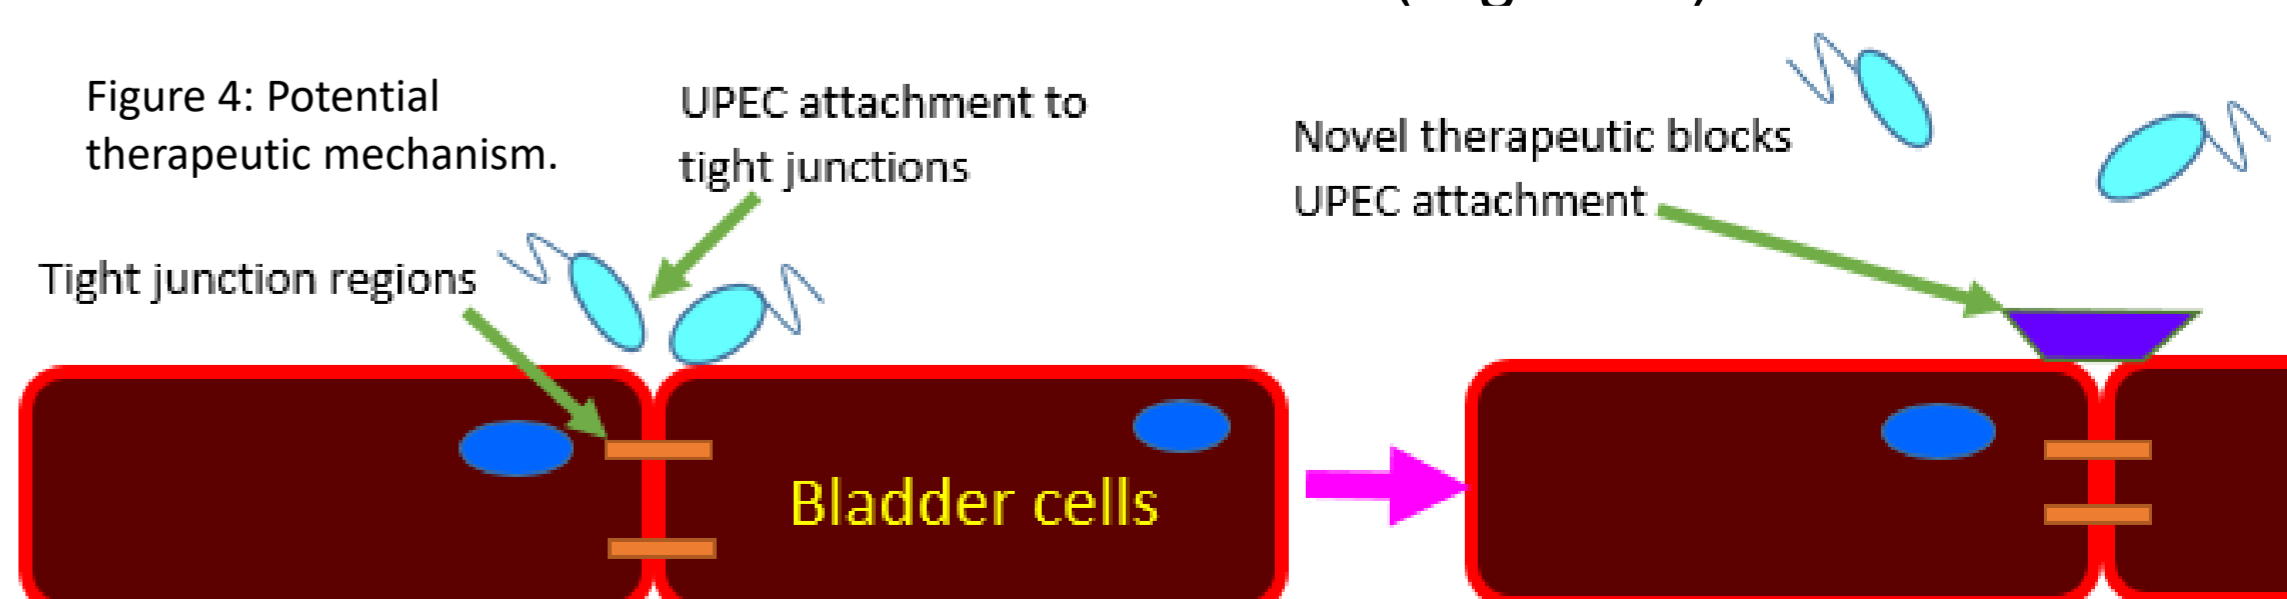 Figure 4: Potential
therapeutic mechanism.
UPEC attachment to
tight junctions
Novel therapeutic blocks
UPEC attachment
Tight junction regions
Bladder cells